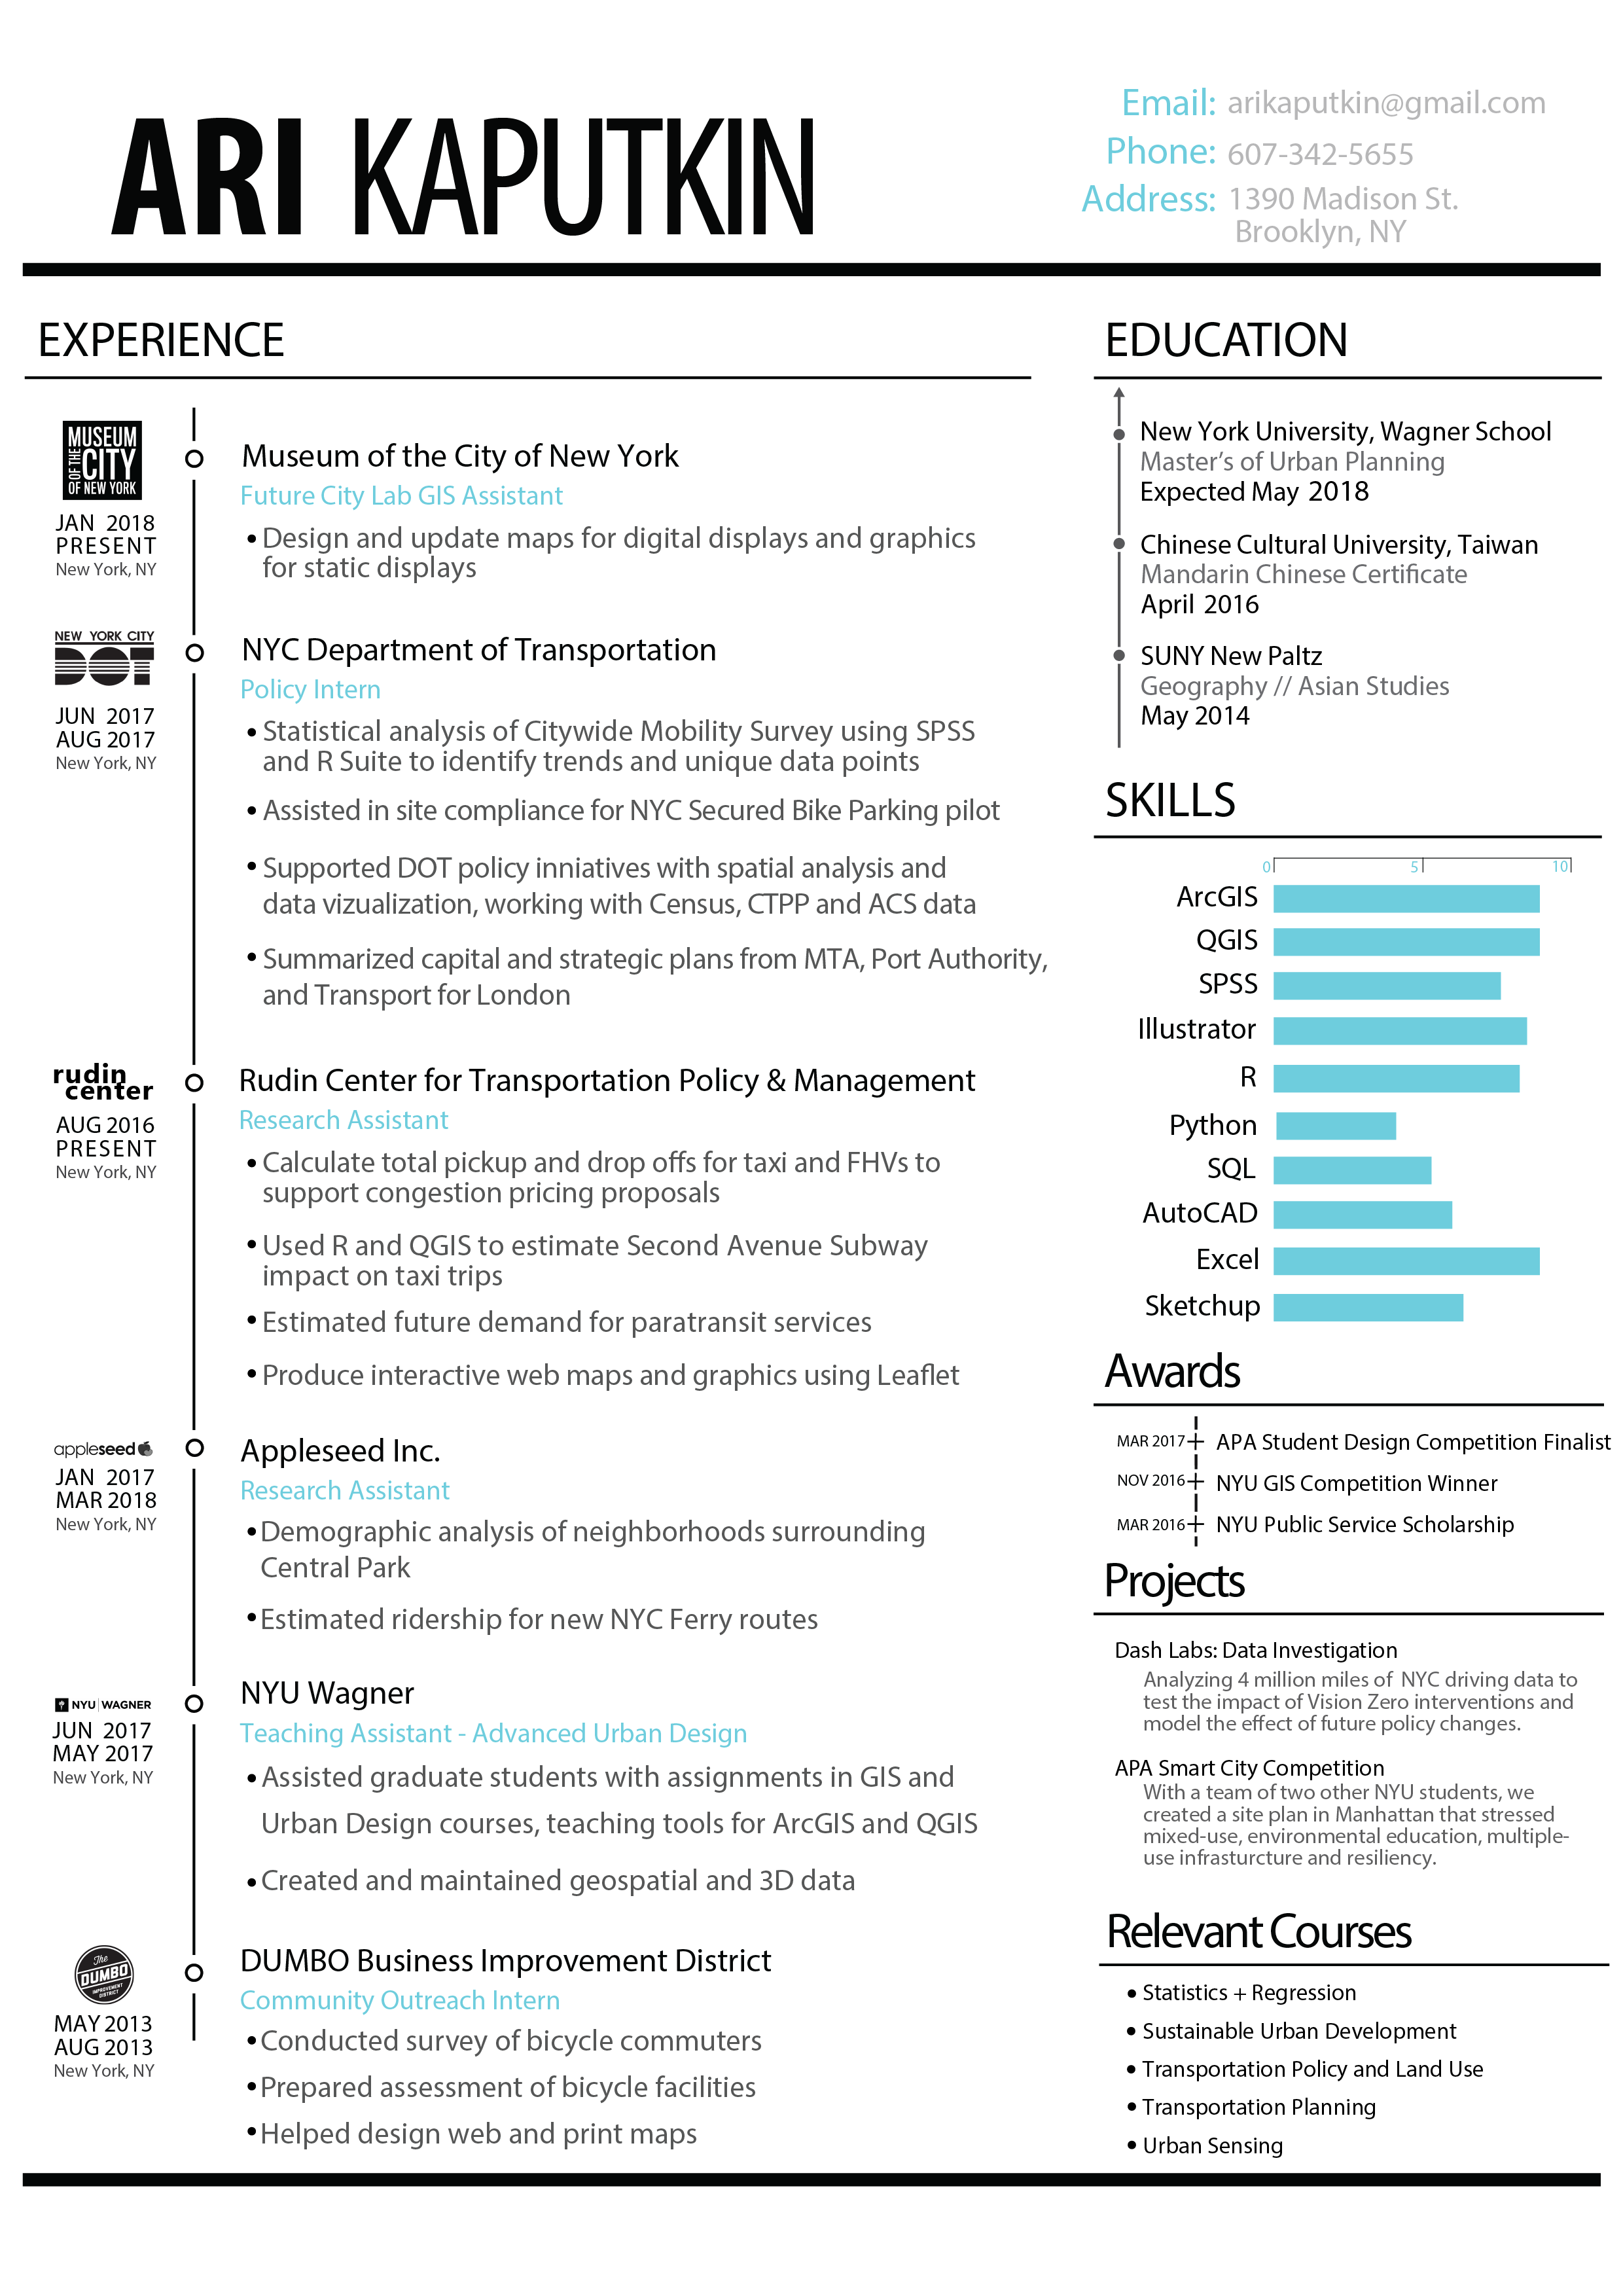 ARI KAPUTKIN
Email: arikaputkin@gmail.com
Phone: 607-342-5655
Address: 1390 Madison St.
Brooklyn, NY
EXPERIENCE
MUSEUM
OF THE
CITY
OF NEW YORK
JAN 2018
PRESENT
New York, NY
Museum of the City of New York
Future City Lab GIS Assistant
• Design and update maps for digital displays and graphics
for static displays
NEW YORK CITY
DOT
JUN 2017
AUG 2017
New York, NY
NYC Department of Transportation
Policy Intern
• Statistical analysis of Citywide Mobility Survey using SPSS
and R Suite to identify trends and unique data points
• Assisted in site compliance for NYC Secured Bike Parking pilot
• Supported DOT policy inniatives with spatial analysis and
data vizualization, working with Census, CTPP and ACS data
• Summarized capital and strategic plans from MTA, Port Authority,
and Transport for London
rudin
center
AUG 2016
PRESENT
New York, NY
Rudin Center for Transportation Policy & Management
Research Assistant
• Calculate total pickup and drop offs for taxi and FHVs to
support congestion pricing proposals
• Used R and QGIS to estimate Second Avenue Subway
impact on taxi trips
• Estimated future demand for paratransit services
• Produce interactive web maps and graphics using Leaflet
appleseed
JAN 2017
MAR 2018
New York, NY
Appleseed Inc.
Research Assistant
• Demographic analysis of neighborhoods surrounding
Central Park
• Estimated ridership for new NYC Ferry routes
NYU WAGNER
JUN 2017
MAY 2017
New York, NY
NYU Wagner
Teaching Assistant - Advanced Urban Design
• Assisted graduate students with assignments in GIS and
Urban Design courses, teaching tools for ArcGIS and QGIS
• Created and maintained geospatial and 3D data
The
DUMBO
IMPROVEMENT
DISTRICT
MAY 2013
AUG 2013
New York, NY
DUMBO Business Improvement District
Community Outreach Intern
• Conducted survey of bicycle commuters
• Prepared assessment of bicycle facilities
• Helped design web and print maps
EDUCATION
New York University, Wagner School
Master's of Urban Planning
Expected May 2018
Chinese Cultural University, Taiwan
Mandarin Chinese Certificate
April 2016
SUNY New Paltz
Geography // Asian Studies
May 2014
SKILLS
0 5 10
ArcGIS
QGIS
SPSS
Illustrator
R
Python
SQL
AutoCAD
Excel
Sketchup
Awards
MAR 2017 APA Student Design Competition Finalist
NOV 2016 NYU GIS Competition Winner
MAR 2016 NYU Public Service Scholarship
Projects
Dash Labs: Data Investigation
Analyzing 4 million miles of NYC driving data to
test the impact of Vision Zero interventions and
model the effect of future policy changes.
APA Smart City Competition
With a team of two other NYU students, we
created a site plan in Manhattan that stressed
mixed-use, environmental education, multiple-
use infrasturcture and resiliency.
Relevant Courses
• Statistics + Regression
• Sustainable Urban Development
• Transportation Policy and Land Use
• Transportation Planning
• Urban Sensing